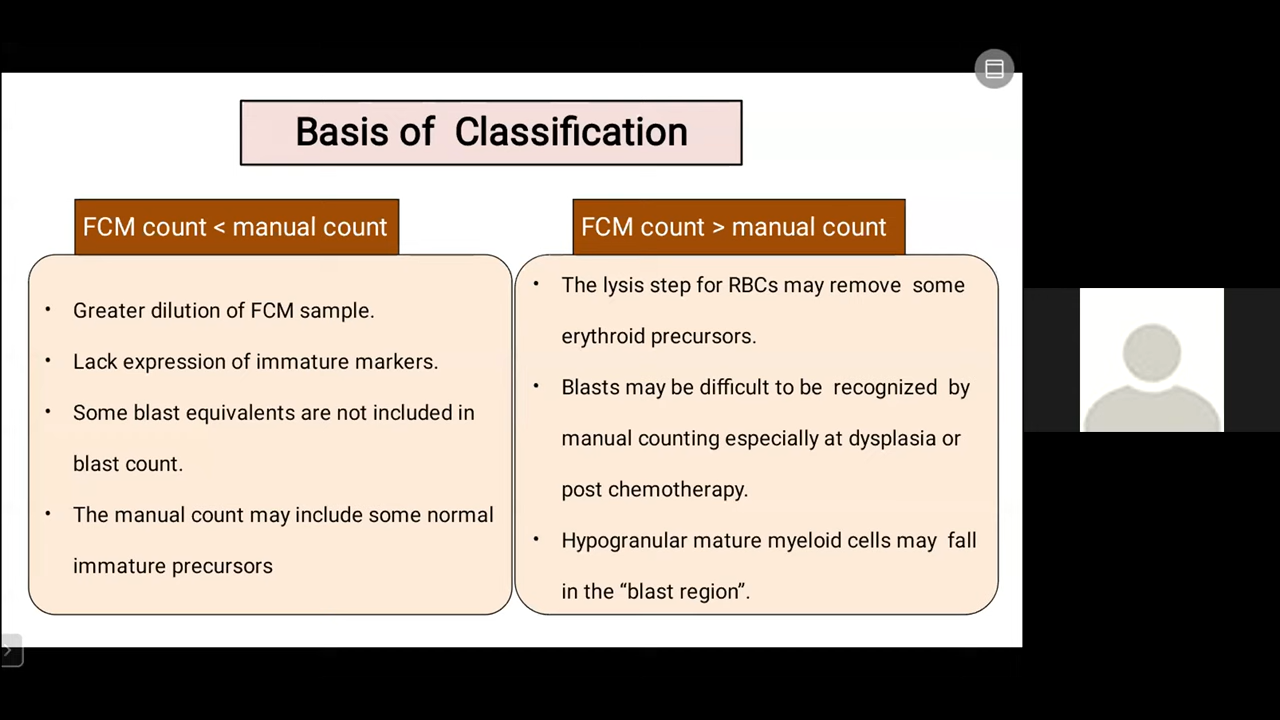 Basis of Classification
FCM count < manual count
• Greater dilution of FCM sample.
• Lack expression of immature markers.
• Some blast equivalents are not included in
blast count.
• The manual count may include some normal
immature precursors
FCM count > manual count
• The lysis step for RBCs may remove some
erythroid precursors.
• Blasts may be difficult to be recognized by
manual counting especially at dysplasia or
post chemotherapy.
• Hypogranular mature myeloid cells may fall
in the “blast region”.